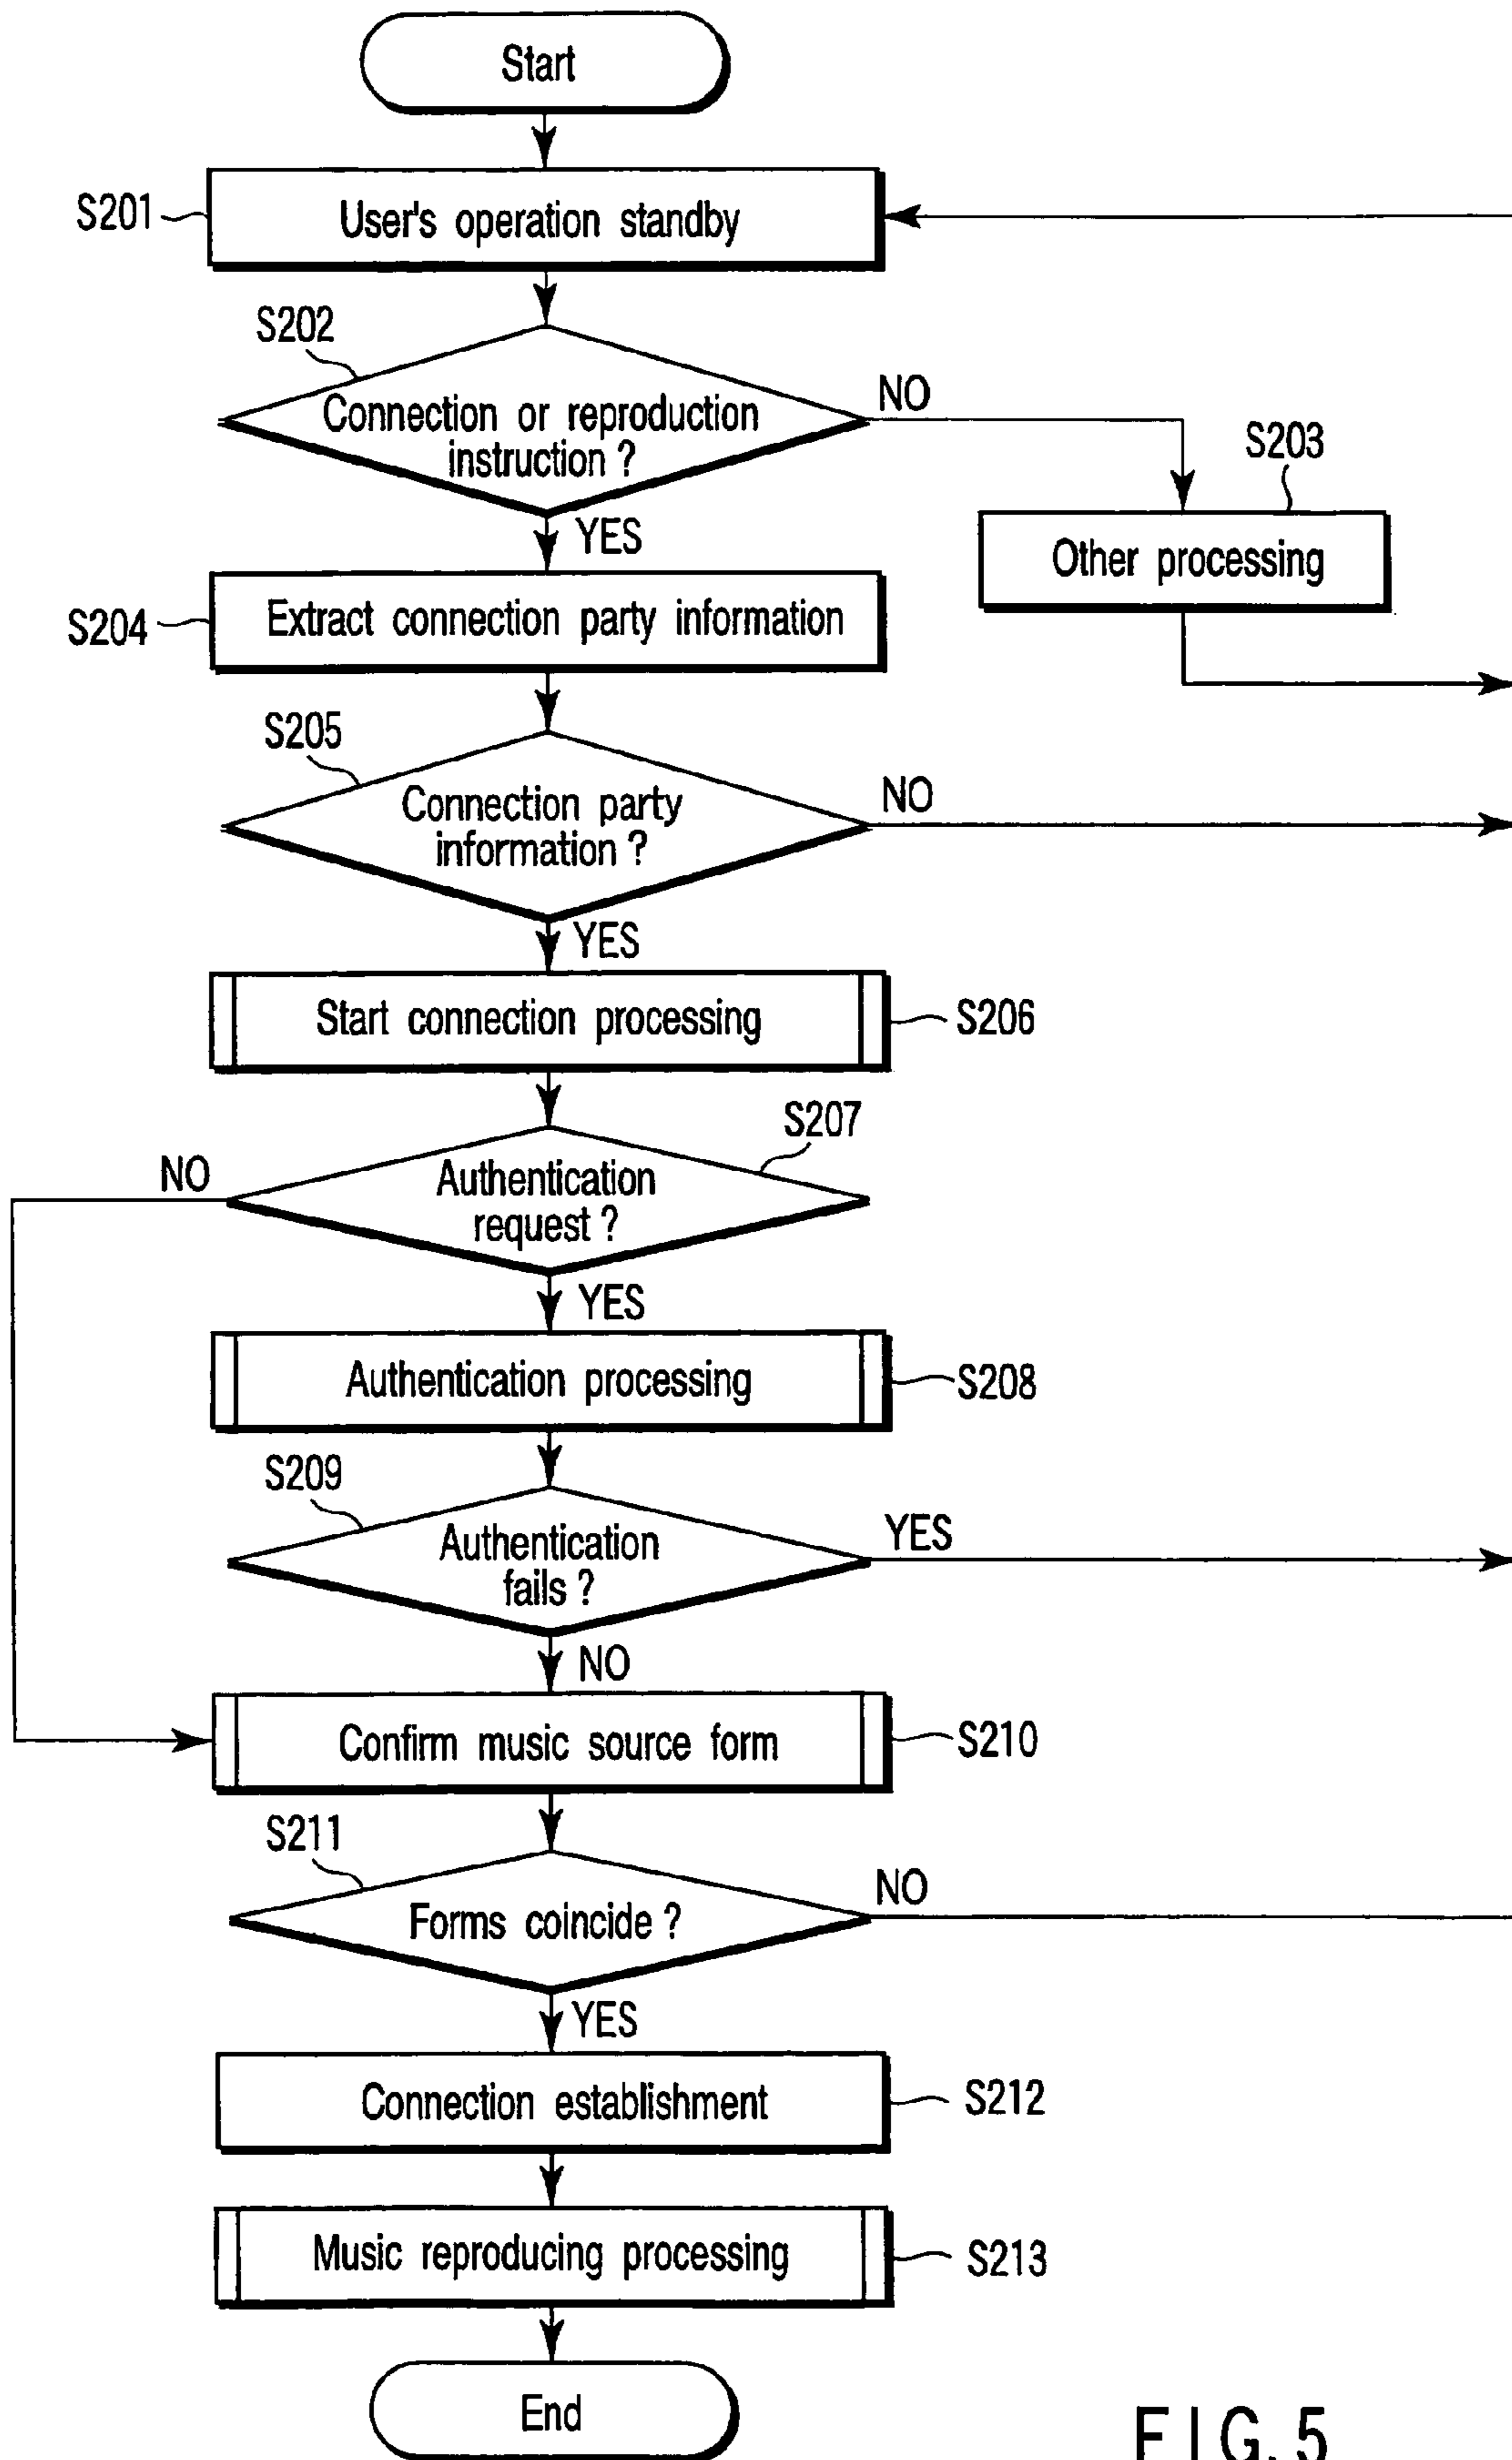 Start
S201
User's operation standby
S202
Connection or reproduction
instruction ?
NO
S203
Other processing
YES
S204
Extract connection party information
S205
Connection party
information ?
NO
YES
Start connection processing
S206
S207
NO
Authentication
request ?
YES
Authentication processing
S208
S209
Authentication
fails ?
YES
NO
Confirm music source form
S210
S211
Forms coincide ?
NO
YES
Connection establishment
S212
Music reproducing processing
S213
End
FIG. 5